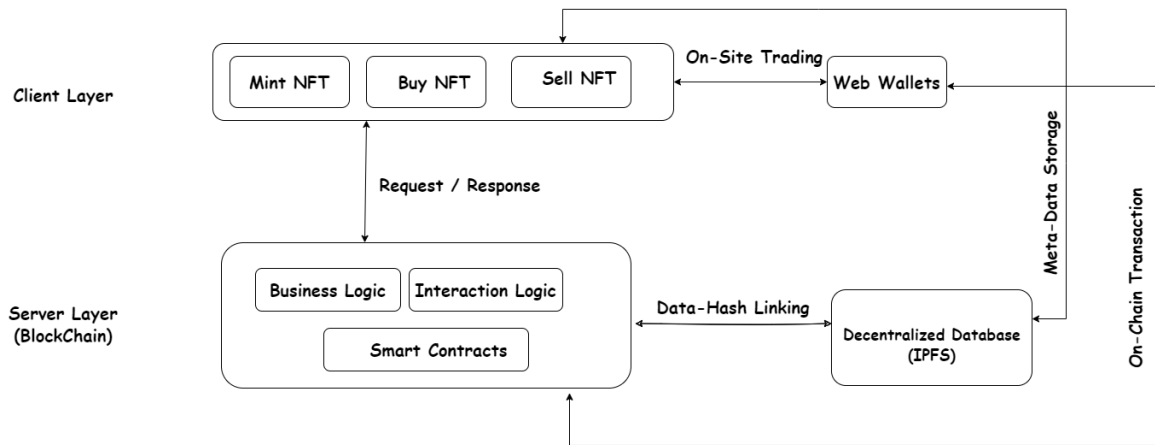 On-Site Trading
Mint NFT
Buy NFT
Sell NFT
Client Layer
Web Wallets
Meta-Data Storage
On-Chain Transaction
Request / Response
Business Logic
Interaction Logic
Server Layer
(BlockChain)
Data-Hash Linking
Smart Contracts
Decentralized Database
(IPFS)